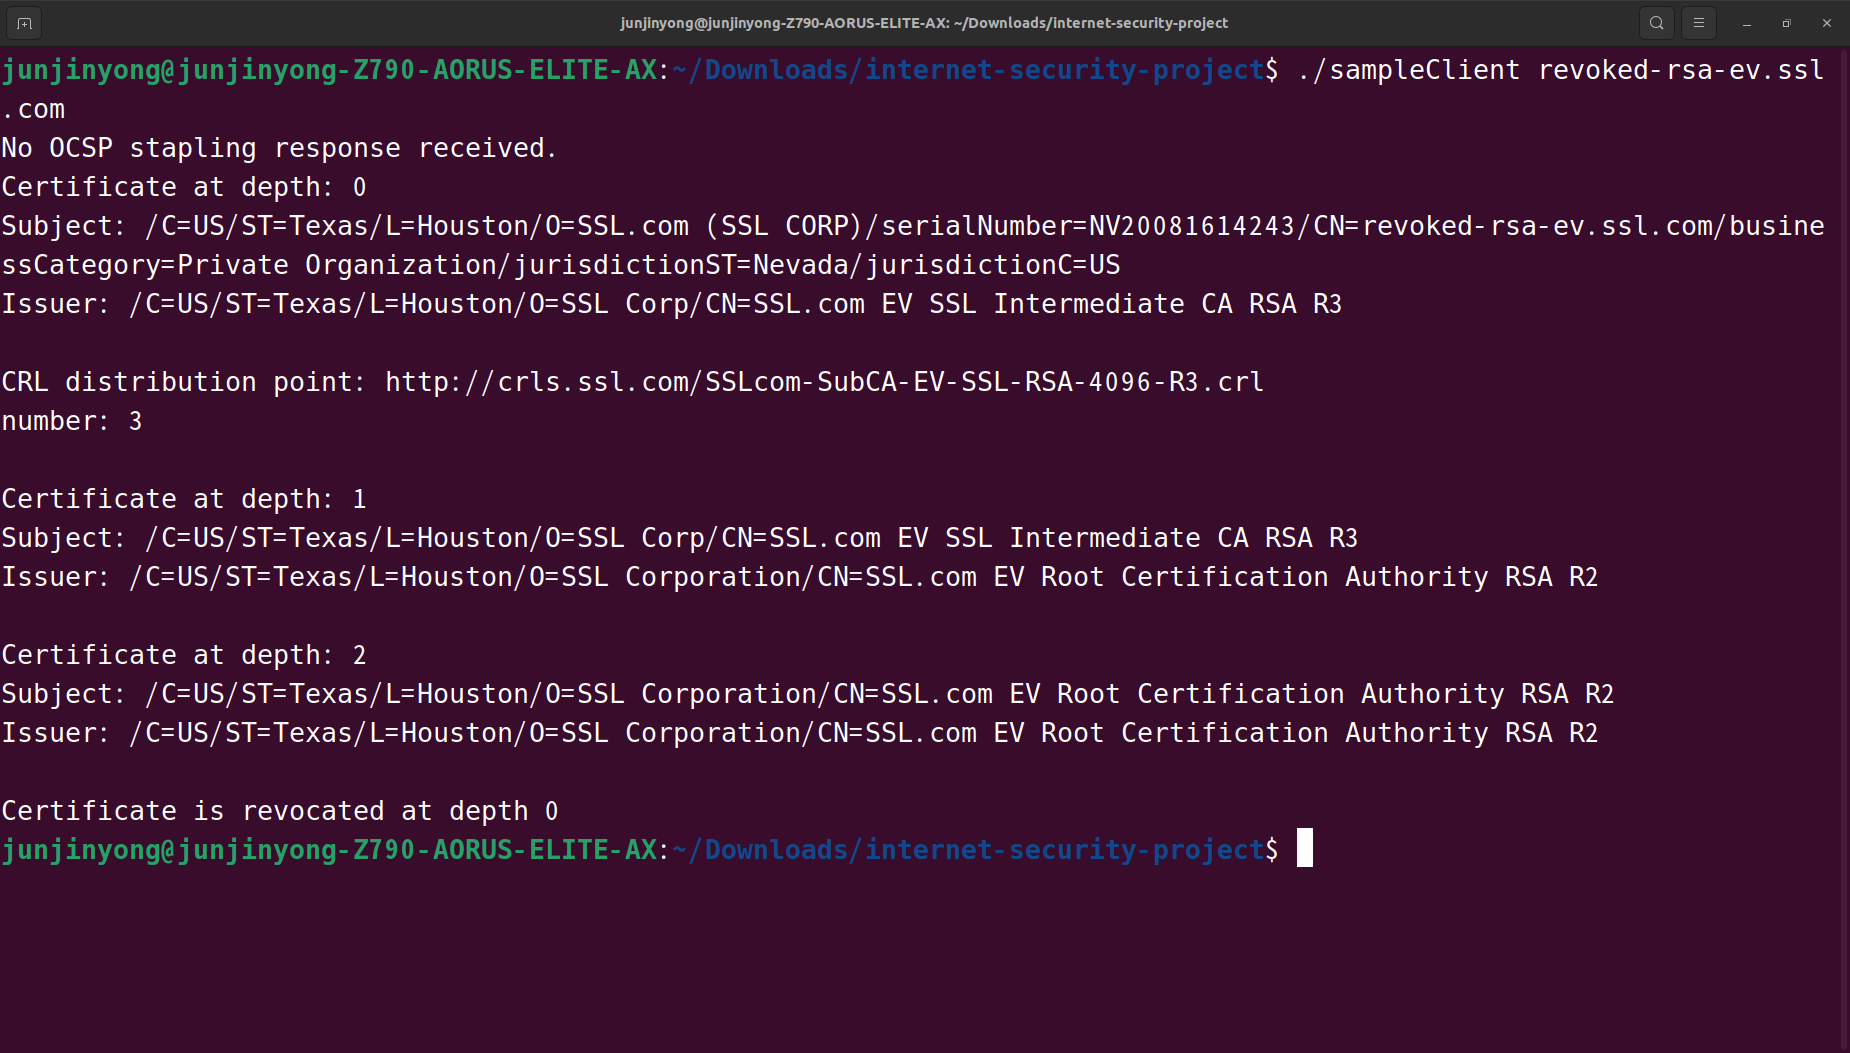 junjinyong@junjinyong-Z790-AORUS-ELITE-AX: ~/Downloads/internet-security-project
junjinyong@junjinyong-Z790-AORUS-ELITE-AX:~/Downloads/internet-security-project$ ./sampleClient revoked-rsa-ev.ssl
.com
No OCSP stapling response received.
Certificate at depth: 0
Subject: /C=US/ST=Texas/L=Houston/O=SSL.com (SSL CORP)/serialNumber=NV20081614243/CN=revoked-rsa-ev.ssl.com/busine
ssCategory=Private Organization/jurisdictionST=Nevada/jurisdictionC=US
Issuer: /C=US/ST=Texas/L=Houston/O=SSL Corp/CN=SSL.com EV SSL Intermediate CA RSA R3
CRL distribution point: http://crls.ssl.com/SSLcom-SubCA-EV-SSL-RSA-4096-R3.crl
number: 3
Certificate at depth: 1
Subject: /C=US/ST=Texas/L=Houston/O=SSL Corp/CN=SSL.com EV SSL Intermediate CA RSA R3
Issuer: /C=US/ST=Texas/L=Houston/O=SSL Corporation/CN=SSL.com EV Root Certification Authority RSA R2
Certificate at depth: 2
Subject: /C=US/ST=Texas/L=Houston/O=SSL Corporation/CN=SSL.com EV Root Certification Authority RSA R2
Issuer: /C=US/ST=Texas/L=Houston/O=SSL Corporation/CN=SSL.com EV Root Certification Authority RSA R2
Certificate is revocated at depth 0
junjinyong@junjinyong-Z790-AORUS-ELITE-AX:~/Downloads/internet-security-project$